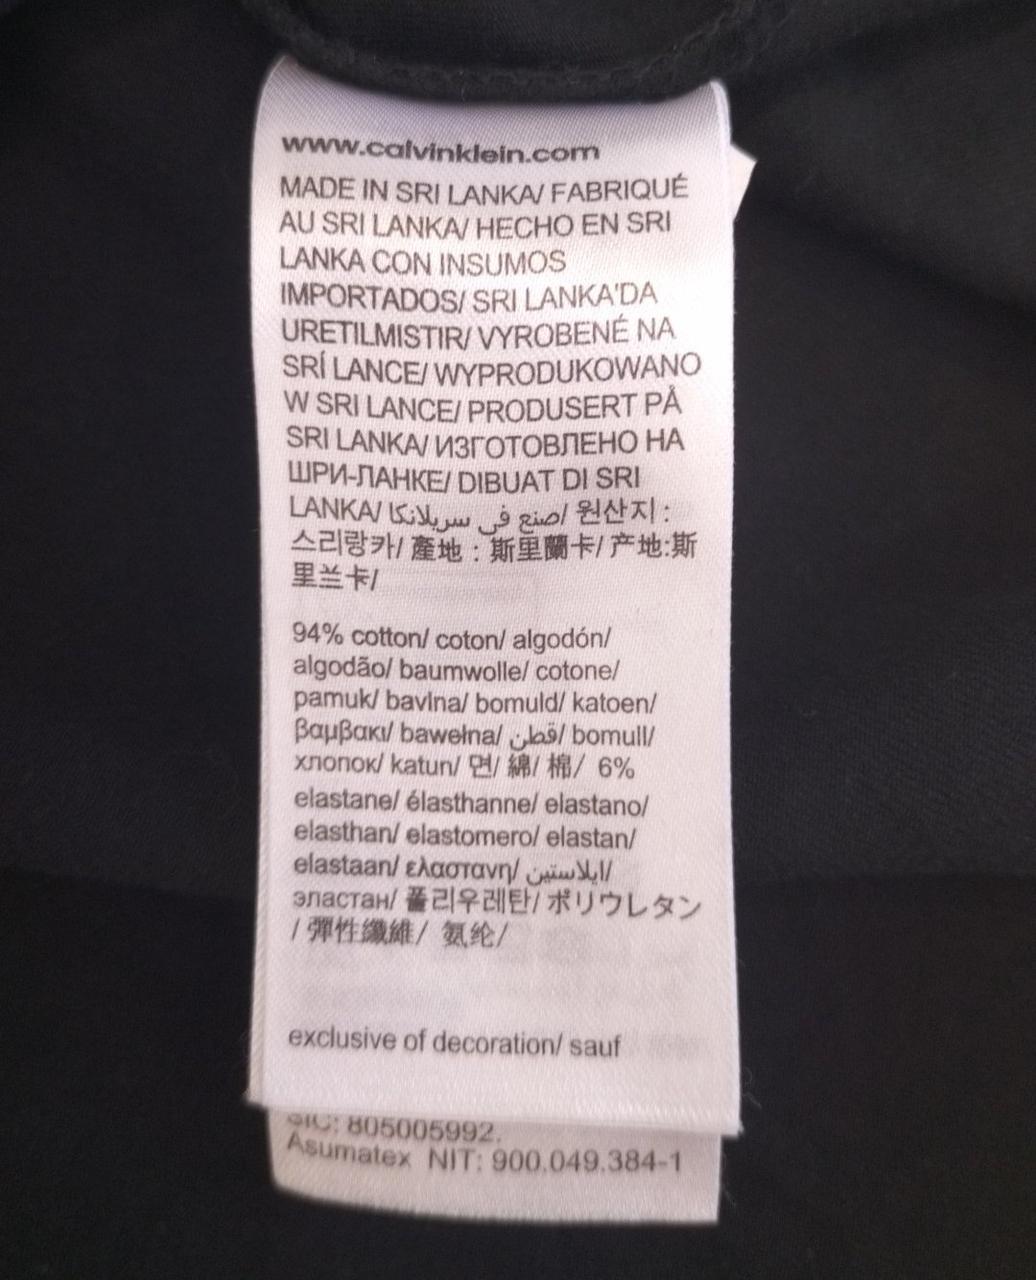 www.calvinklein.com
MADE IN SRI LANKA/ FABRIQUÉ
AU SRI LANKA/ HECHO EN SRI
LANKA CON INSUMOS
IMPORTADOS/ SRI LANKA'DA
URETILMISTIR/ VYROBENÉ NA
SRÍ LANCE/ WYPRODUKOWANO
W SRI LANCE/ PRODUSERT PÅ
SRI LANKA/ ИЗГОТОВЛЕНО НА
ШРИ-ЛАНКЕ/ DIBUAT DI SRI
LANKA/ صنع في سريلانكا/ 원산지 :
스리랑카/ 產地 : 斯里蘭卡/ 产地:斯
里兰卡/
94% cotton/ coton/ algodón/
algodão/ baumwolle/ cotone/
pamuk/ bavlna/ bomuld/ katoen/
βαμβακι/ bawełna/ قطن/ bomull/
хлопок/ katun/ 면/ 綿/ 棉/ 6%
elastane/ élasthanne/ elastano/
elasthan/ elastomero/ elastan/
elastaan/ ελαστανη/ ايلاستين/
эластан/ 폴리우레탄/ ポリウレタン
/ 彈性纖維/ 氨纶/
exclusive of decoration/ sauf
SIC: 805005992.
Asumatex NIT: 900.049.384-1